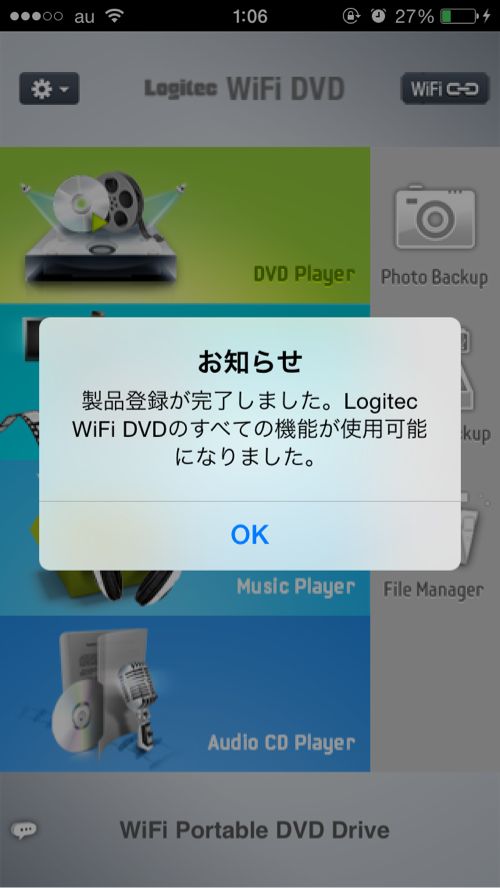 au 1:06 27%
Logitec WiFi DVD WiFi
DVD Player
Photo Backup
お知らせ
製品登録が完了しました。Logitec
WiFi DVDのすべての機能が使用可能
になりました。
kup
OK
Music Player
File Manager
Audio CD Player
WiFi Portable DVD Drive